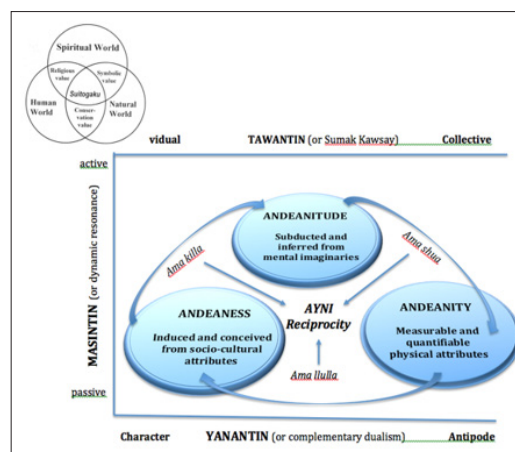 Spiritual World
Religious value
Symbolic value
Suitogaku
Human World
Conser-vation value
Natural World
vidual TAWANTIN (or Sumak Kawsay) Collective
active
MASINTIN (or dynamic resonance)
passive
ANDEANITUDE
Subducted and
inferred from
mental imaginaries
Ama killa
Ama shua
AYNI
Reciprocity
ANDEANESS
Induced and conceived
from socio-cultural
attributes
ANDEANITY
Measurable and
quantifiable
physical attributes
Ama llulla
Character YANANTIN (or complementary dualism) Antipode